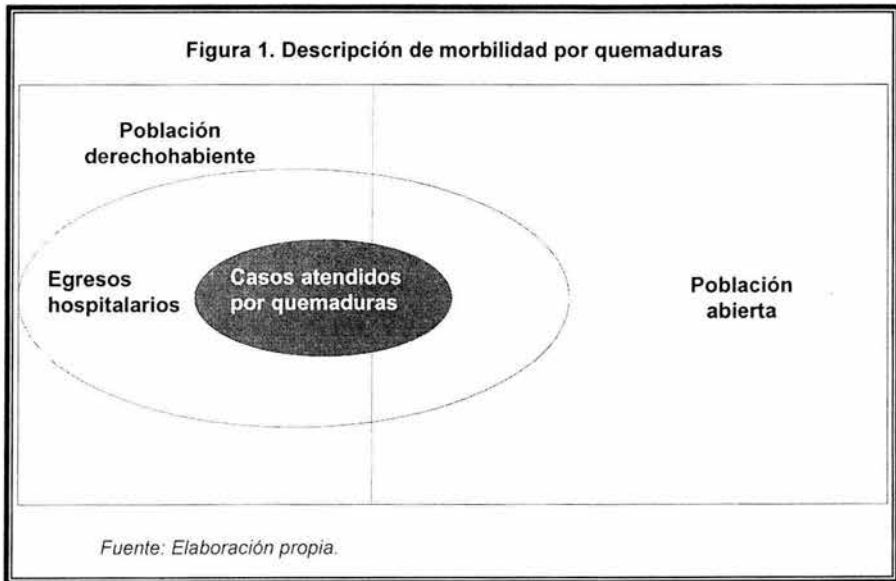 Figura 1. Descripción de morbilidad por quemaduras
Población
derechohabiente
Egresos
hospitalarios
Casos atendidos
por quemaduras
Población
abierta
Fuente: Elaboración propia.